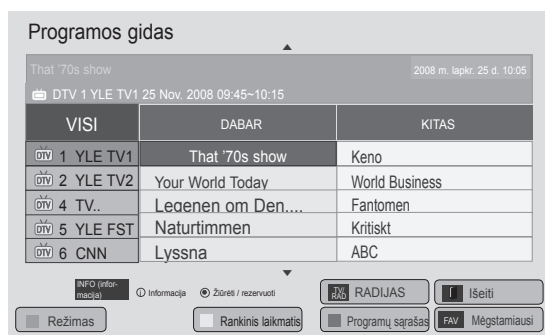 Programos gidas
That '70s show 2008 m. lapkr. 25 d. 10:05
DTV 1 YLE TV1 25 Nov. 2008 09:45~10:15
VISI DABAR KITAS
DTV 1 YLE TV1 That '70s show Keno
DTV 2 YLE TV2 Your World Today World Business
DTV 4 TV.. Legenen om Den.... Fantomen
DTV 5 YLE FST Naturtimmen Kritiskt
DTV 6 CNN Lyssna ABC
INFO (infor-
macija) i Informacija Žiūrėti / rezervuoti TV/
RAD RADIJAS Išeiti
Režimas Rankinis laikmatis Programų sąrašas FAV Mėgstamiausi